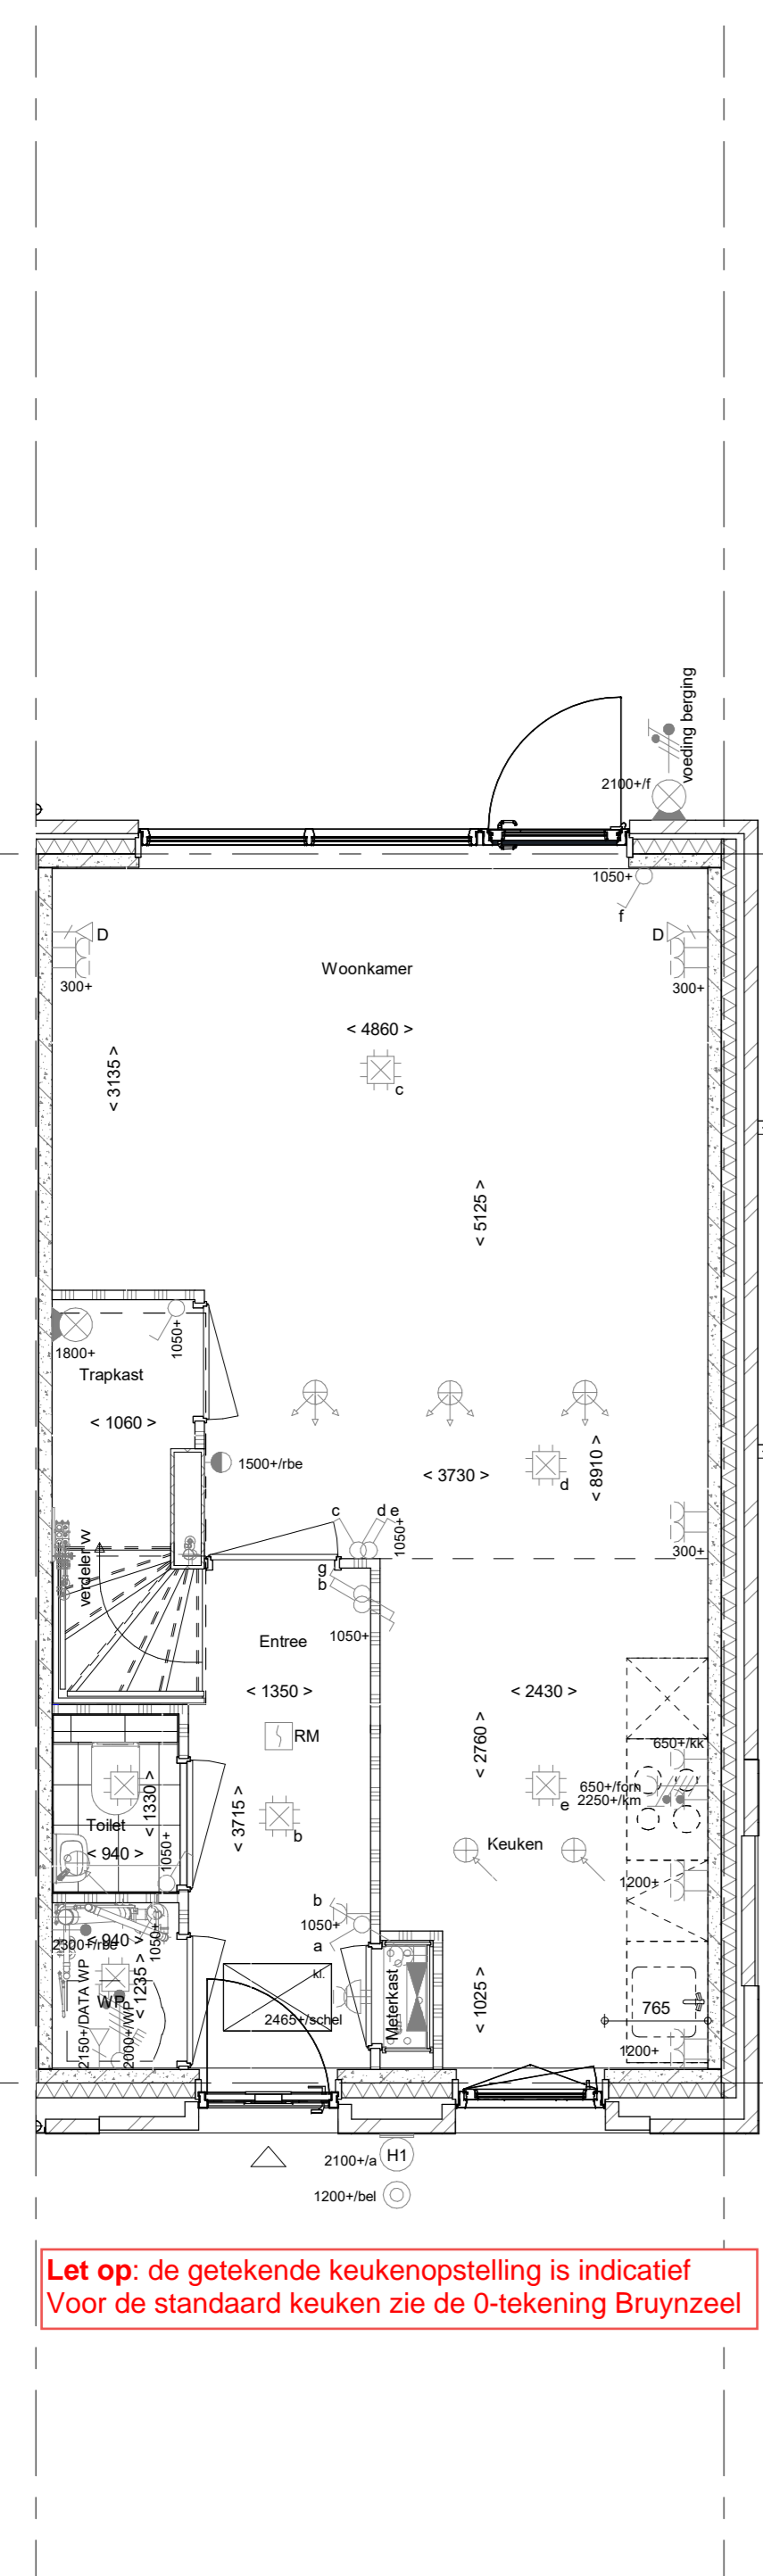 voeding berging
2100+/f
1050+
f
D
D
300+
300+
Woonkamer
< 4860 >
< 3135 >
c
< 5125 >
1800+
1050+
Trapkast
< 1060 >
1500+/rbe
< 3730 >
< 8910 >
d
c
d e
1050+
300+
verdeler vv
g
b
1050+
Entree
< 1350 >
< 2430 >
RM
< 2760 >
650+/kk
650+/forn
2250+/km
e
< 1330 >
Toilet
< 940 >
1050+
< 3715 >
b
Keuken
1200+
b
1050+
a
2300+/rbe
< 940 >
1050+
< 1235 >
WP
2150+/DATA WP
2000+/WP
kl.
2465+/schel
Meterkast
< 1025 >
765
1200+
2100+/a
H1
1200+/bel
Let op: de getekende keukenopstelling is indicatief
Voor de standaard keuken zie de 0-tekening Bruynzeel